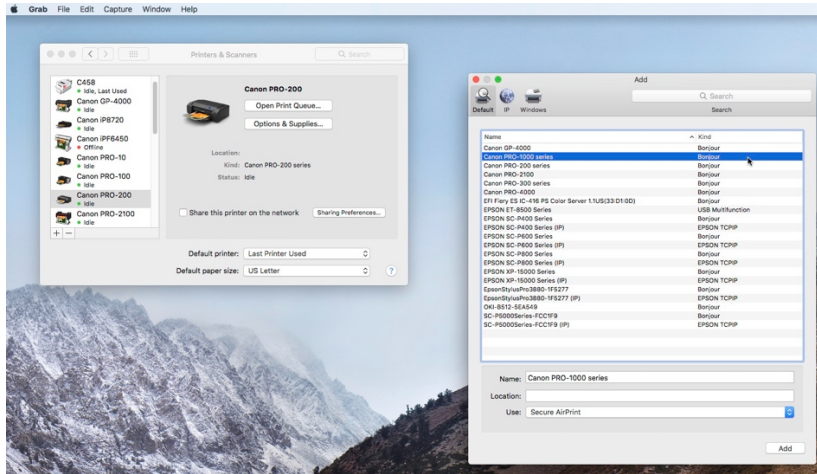 Grab File Edit Capture Window Help
Printers & Scanners
Search
C458
Idle, Last Used
Canon GP-4000
Idle
Canon iP8720
Idle
Canon iPF6450
Offline
Canon PRO-10
Idle
Canon PRO-100
Idle
Canon PRO-200
Idle
Canon PRO-2100
Idle
+ −
Canon PRO-200
Open Print Queue...
Options & Supplies...
Location:
Kind: Canon PRO-200 series
Status: Idle
Share this printer on the network
Sharing Preferences...
Default printer: Last Printer Used
Default paper size: US Letter
?
Add
Default IP Windows
Search
Search
Name Kind
Canon GP-4000 Bonjour
Canon PRO-1000 series Bonjour
Canon PRO-200 series Bonjour
Canon PRO-2100 Bonjour
Canon PRO-300 series Bonjour
Canon PRO-4000 Bonjour
EFI Fiery ES IC-416 PS Color Server 1.1US(33:D1:0D) Bonjour
EPSON ET-8500 Series USB Multifunction
EPSON SC-P400 Series Bonjour
EPSON SC-P400 Series (IP) EPSON TCPIP
EPSON SC-P600 Series Bonjour
EPSON SC-P600 Series (IP) EPSON TCPIP
EPSON SC-P800 Series Bonjour
EPSON SC-P800 Series (IP) EPSON TCPIP
EPSON XP-15000 Series Bonjour
EPSON XP-15000 Series (IP) EPSON TCPIP
EpsonStylusPro3880-1F5277 Bonjour
EpsonStylusPro3880-1F5277 (IP) EPSON TCPIP
OKI-B512-5EA549 Bonjour
SC-P5000Series-FCC1F9 Bonjour
SC-P5000Series-FCC1F9 (IP) EPSON TCPIP
Name: Canon PRO-1000 series
Location:
Use: Secure AirPrint
Add